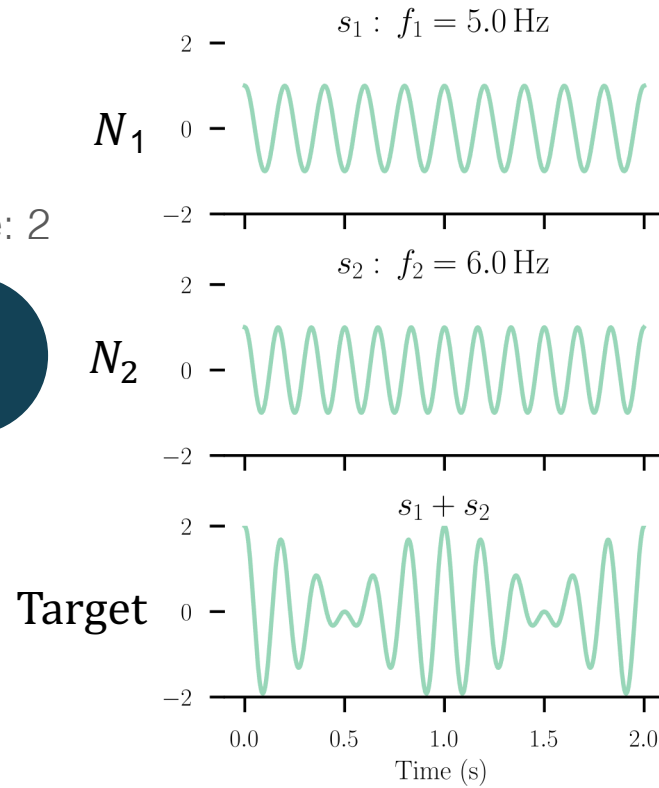 s₁ : f₁ = 5.0 Hz
2
N₁
0
−2
: 2
s₂ : f₂ = 6.0 Hz
2
N₂
0
−2
s₁ + s₂
2
Target
0
−2
0.0 0.5 1.0 1.5 2.0
Time (s)